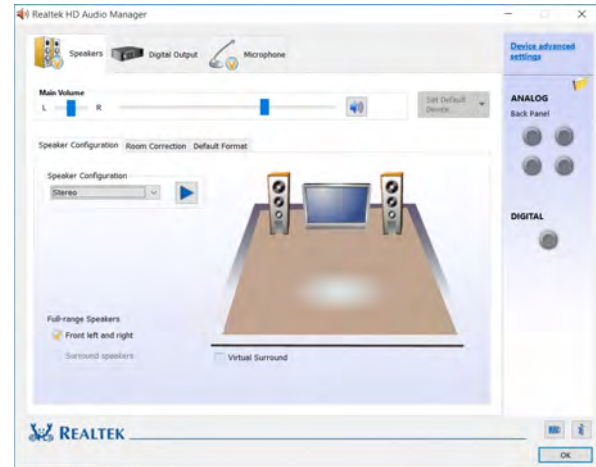 Realtek HD Audio Manager
Speakers
Digital Output
Microphone
Device advanced
settings
Main Volume
L
R
Set Default
Device
ANALOG
Back Panel
Speaker Configuration
Room Correction
Default Format
Speaker Configuration
Stereo
DIGITAL
Full-range Speakers
Front left and right
Surround speakers
Virtual Surround
REALTEK
OK